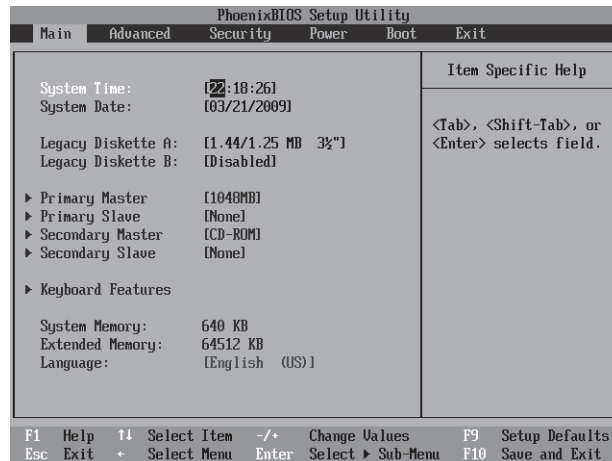 PhoenixBIOS Setup Utility
Main Advanced Security Power Boot Exit
Item Specific Help
System Time: [22:18:26]
System Date: [03/21/2009]
<Tab>, <Shift-Tab>, or
<Enter> selects field.
Legacy Diskette A: [1.44/1.25 MB 3½"]
Legacy Diskette B: [Disabled]
▶ Primary Master [1048MB]
▶ Primary Slave [None]
▶ Secondary Master [CD-ROM]
▶ Secondary Slave [None]
▶ Keyboard Features
System Memory: 640 KB
Extended Memory: 64512 KB
Language: [English (US)]
F1 Help ↑↓ Select Item -/+ Change Values F9 Setup Defaults
Esc Exit ← Select Menu Enter Select ▶ Sub-Menu F10 Save and Exit